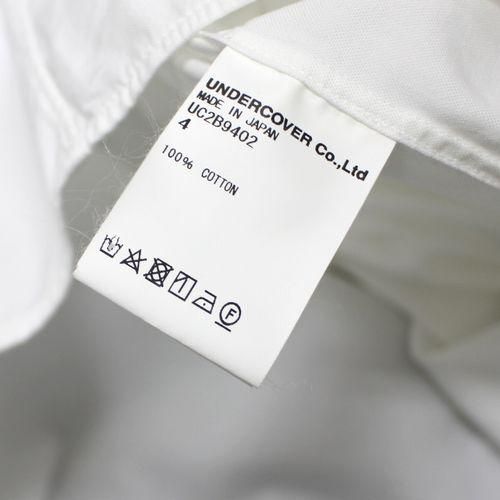 UNDERCOVER Co.,Ltd
MADE IN JAPAN
UC2B9402
4
100% COTTON
F